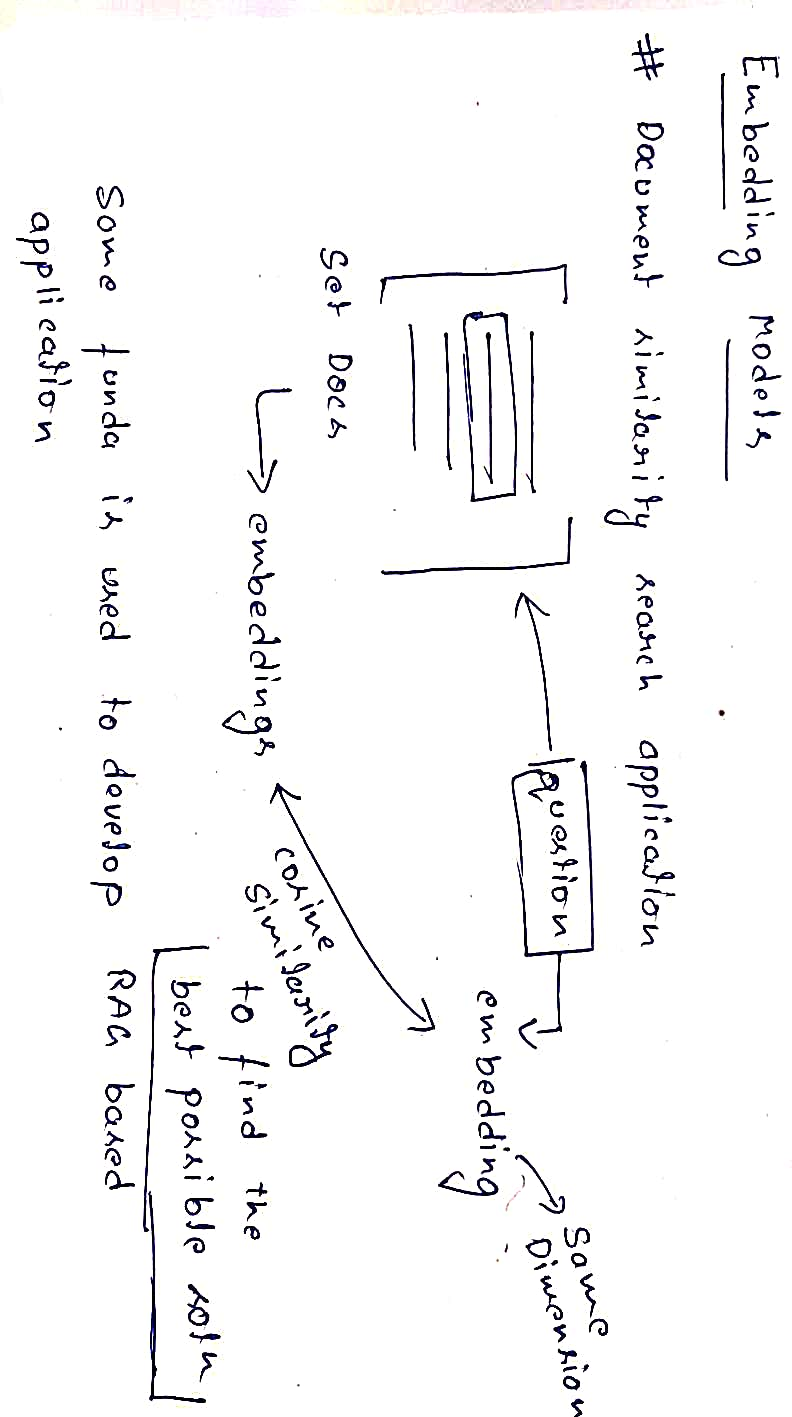 Embedding Models
# Document similarity search application
question
embedding
Same
Dimension
Set Docs
embeddings
cosine
similarity
to find the
best possible soln
Some funda is used to develop RAG based
application